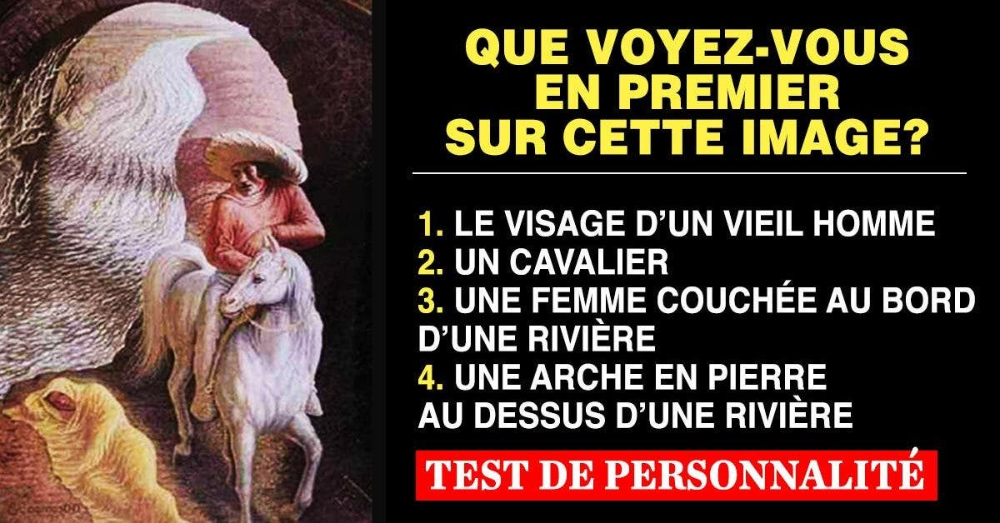 QUE VOYEZ-VOUS
EN PREMIER
SUR CETTE IMAGE?
1. LE VISAGE D’UN VIEIL HOMME
2. UN CAVALIER
3. UNE FEMME COUCHÉE AU BORD
D’UNE RIVIÈRE
4. UNE ARCHE EN PIERRE
AU DESSUS D’UNE RIVIÈRE
TEST DE PERSONNALITÉ